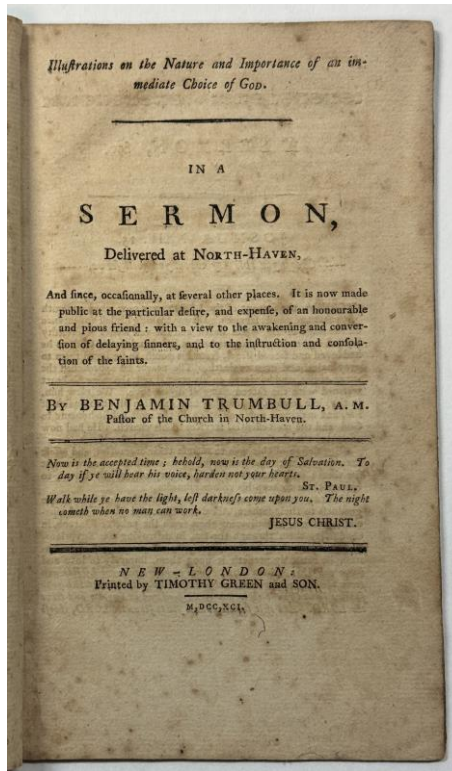 Illuſtrations on the Nature and Importance of an im-
mediate Choice of GOD.
IN A
SERMON,
Delivered at NORTH-HAVEN,
And ſince, occaſionally, at ſeveral other places. It is now made
public at the particular deſire, and expenſe, of an honourable
and pious friend : with a view to the awakening and conver-
ſion of delaying ſinners, and to the inſtruction and conſola-
tion of the ſaints.
BY BENJAMIN TRUMBULL, A. M.
Paſtor of the Church in North-Haven.
Now is the accepted time ; behold, now is the day of Salvation. To
day if ye will hear his voice, harden not your hearts.
ST. PAUL.
Walk while ye have the light, leſt darkneſs come upon you. The night
cometh when no man can work.
JESUS CHRIST.
NEW-LONDON:
Printed by TIMOTHY GREEN and SON.
M,DCC,XCI.